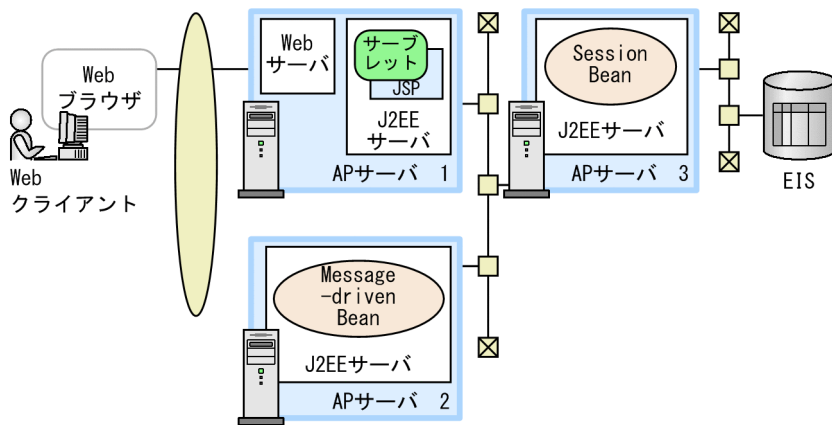 Web
ブラウザ
Web
クライアント
Web
サーバ
サーブ
レット
JSP
J2EE
サーバ
APサーバ 1
Session
Bean
J2EEサーバ
APサーバ 3
EIS
Message
-driven
Bean
J2EEサーバ
APサーバ 2